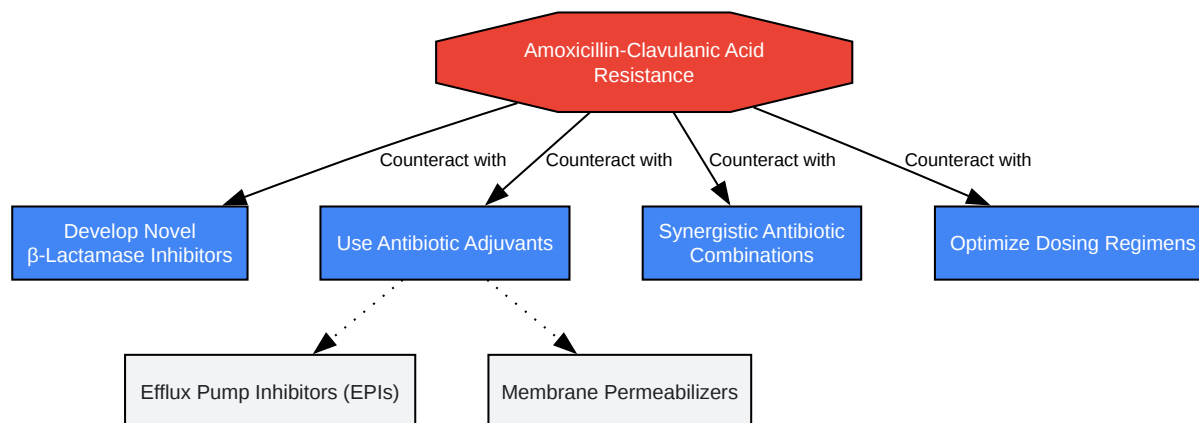 Amoxicillin-Clavulanic Acid
Resistance
Counteract with
Counteract with
Counteract with
Counteract with
Develop Novel
β-Lactamase Inhibitors
Use Antibiotic Adjuvants
Synergistic Antibiotic
Combinations
Optimize Dosing Regimens
Efflux Pump Inhibitors (EPIs)
Membrane Permeabilizers